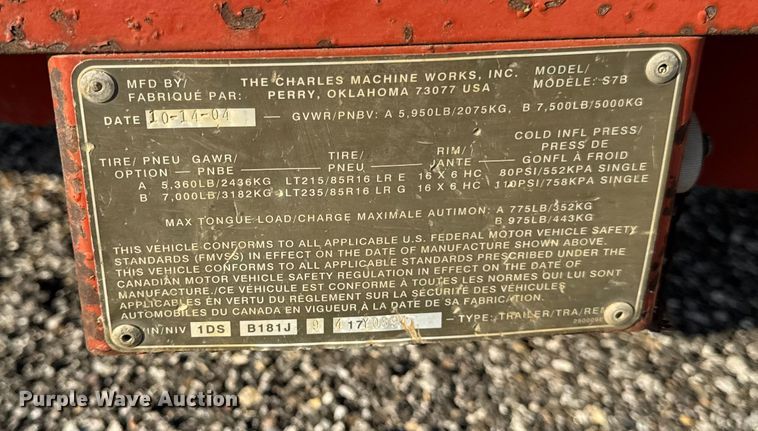 MFD BY/ THE CHARLES MACHINE WORKS, INC. MODEL/
FABRIQUÉ PAR: PERRY, OKLAHOMA 73077 USA MODÈLE: S7B
DATE 10-14-04 — GVWR/PNBV: A 5,950LB/2075KG, B 7,500LB/5000KG
COLD INFL PRESS/
TIRE/ PNEU GAWR/ TIRE/ RIM/ PRESS DE
OPTION — PNBE PNEU JANTE GONFL À FROID
A 5,360LB/2436KG LT215/85R16 LR E 16 X 6 HC 80PSI/552KPA SINGLE
B 7,000LB/3182KG LT235/85R16 LR G 16 X 6 HC 110PSI/758KPA SINGLE
MAX TONGUE LOAD/CHARGE MAXIMALE AUTIMON: A 775LB/352KG
B 975LB/443KG
THIS VEHICLE CONFORMS TO ALL APPLICABLE U.S. FEDERAL MOTOR VEHICLE SAFETY
STANDARDS (FMVSS) IN EFFECT ON THE DATE OF MANUFACTURE SHOWN ABOVE.
THIS VEHICLE CONFORMS TO ALL APPLICABLE STANDARDS PRESCRIBED UNDER THE
CANADIAN MOTOR VEHICLE SAFETY REGULATION IN EFFECT ON THE DATE OF
MANUFACTURE./CE VÉHICULE EST CONFORME À TOUTES LES NORMES QUI LUI SONT
APPLICABLES EN VERTU DU RÈGLEMENT SUR LA SÉCURITÉ DES VÉHICULES
AUTOMOBILES DU CANADA EN VIGUEUR À LA DATE DE SA FABRICATION.
VIN/NIV 1DS B181J 17 — TYPE: TRAILER/TRA/REM
Purple Wave Auction